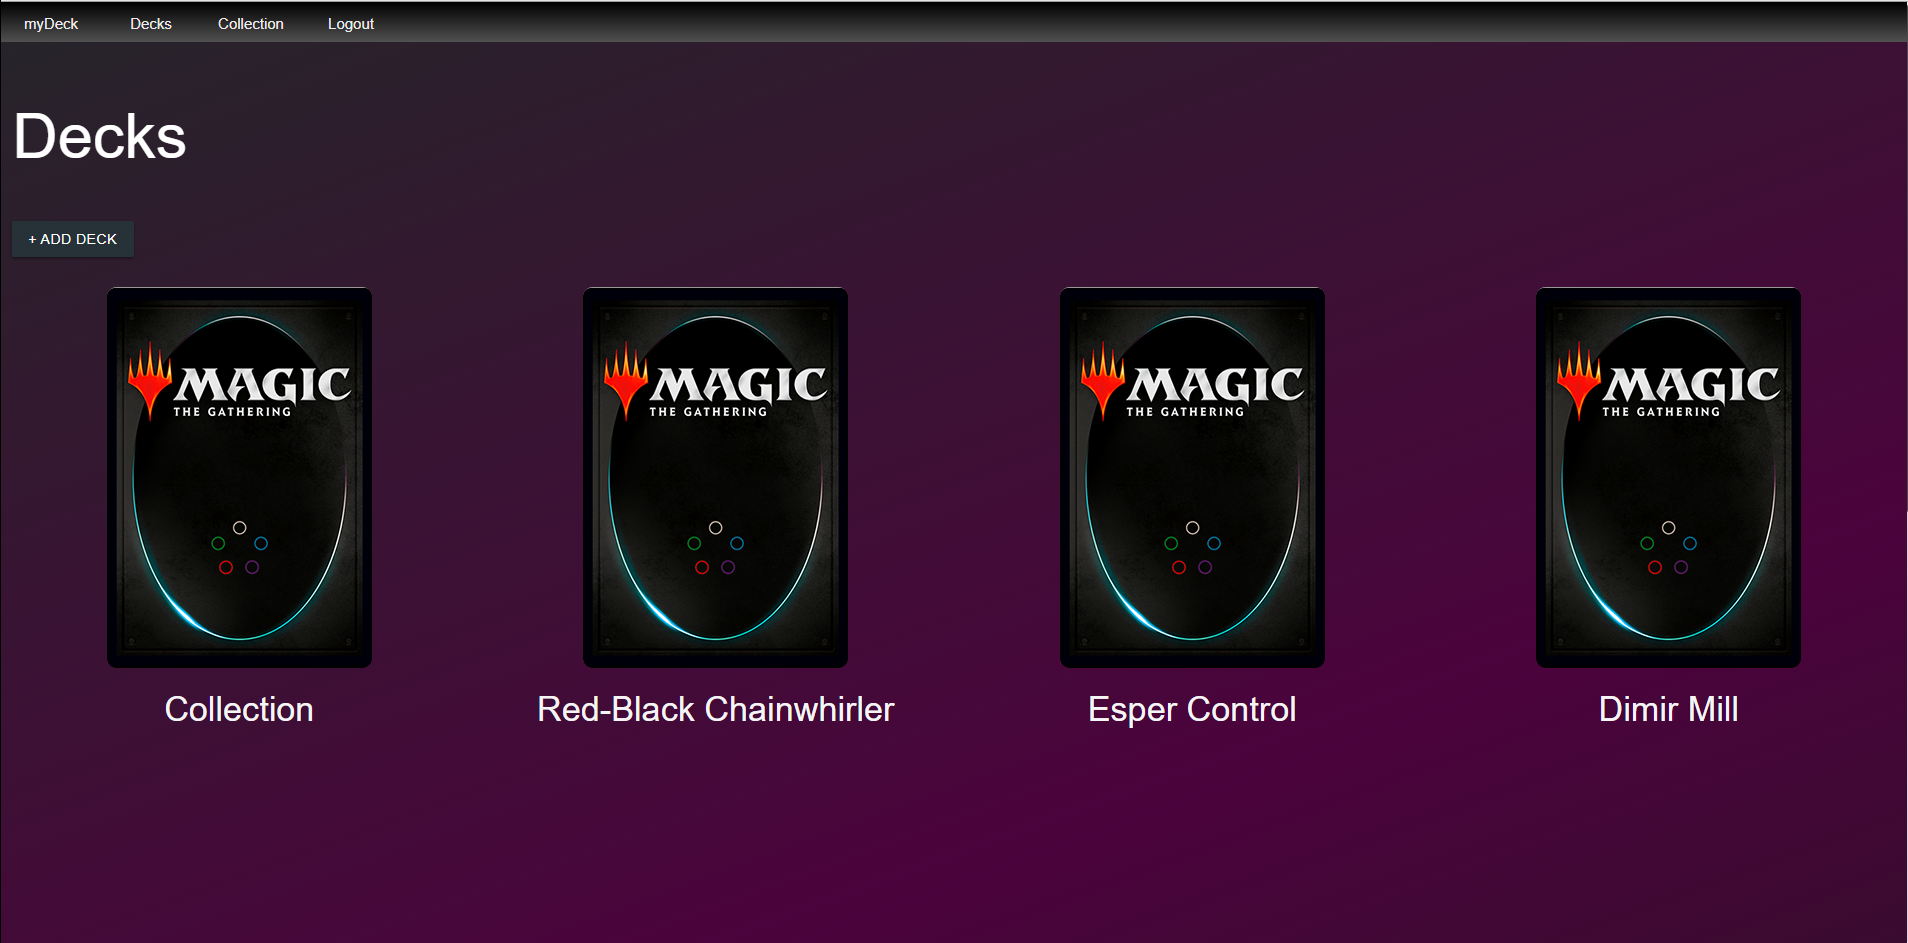 myDeck Decks Collection Logout
Decks
+ ADD DECK
MAGIC MAGIC MAGIC MAGIC
THE GATHERING THE GATHERING THE GATHERING THE GATHERING
Collection Red-Black Chainwhirler Esper Control Dimir Mill